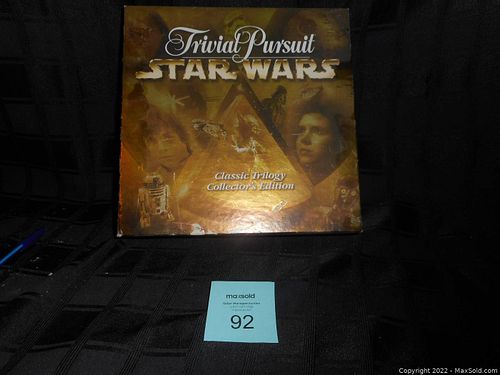 Trivial Pursuit
STAR WARS
Classic Trilogy
Collector's Edition
maxsold
92
Copyright 2022 - MaxSold.com